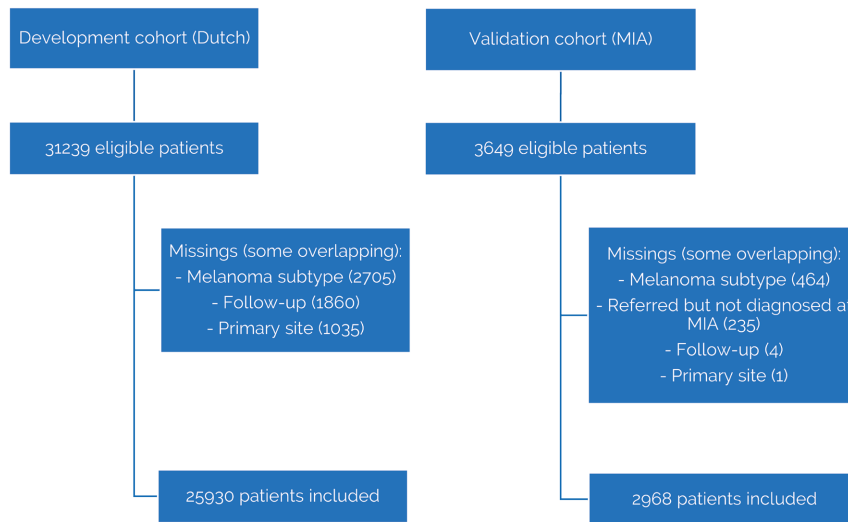 Development cohort (Dutch)
31239 eligible patients
Missings (some overlapping):
- Melanoma subtype (2705)
- Follow-up (1860)
- Primary site (1035)
25930 patients included
Validation cohort (MIA)
3649 eligible patients
Missings (some overlapping):
- Melanoma subtype (464)
- Referred but not diagnosed at
MIA (235)
- Follow-up (4)
- Primary site (1)
2968 patients included